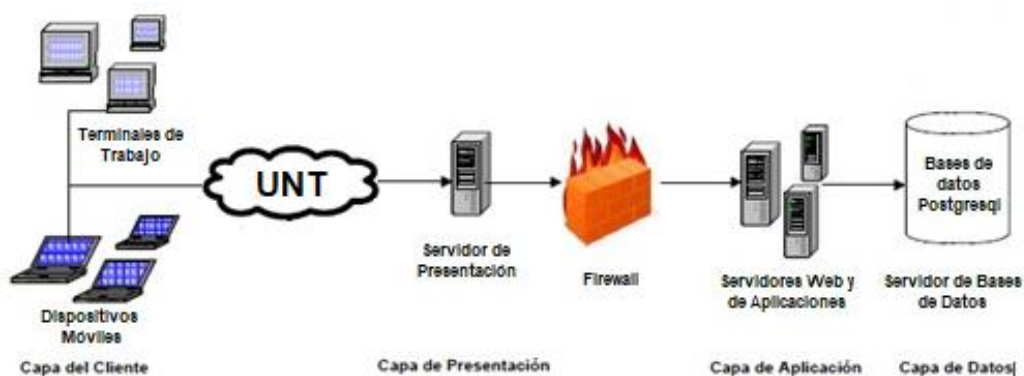 Terminales de
Trabajo
UNT
Bases de
datos
Postgresql
Servidor de
Presentación
Firewall
Servidores Web y
de Aplicaciones
Servidor de Bases
de Datos
Dispositivos
Móviles
Capa del Cliente
Capa de Presentación
Capa de Aplicación
Capa de Datos|